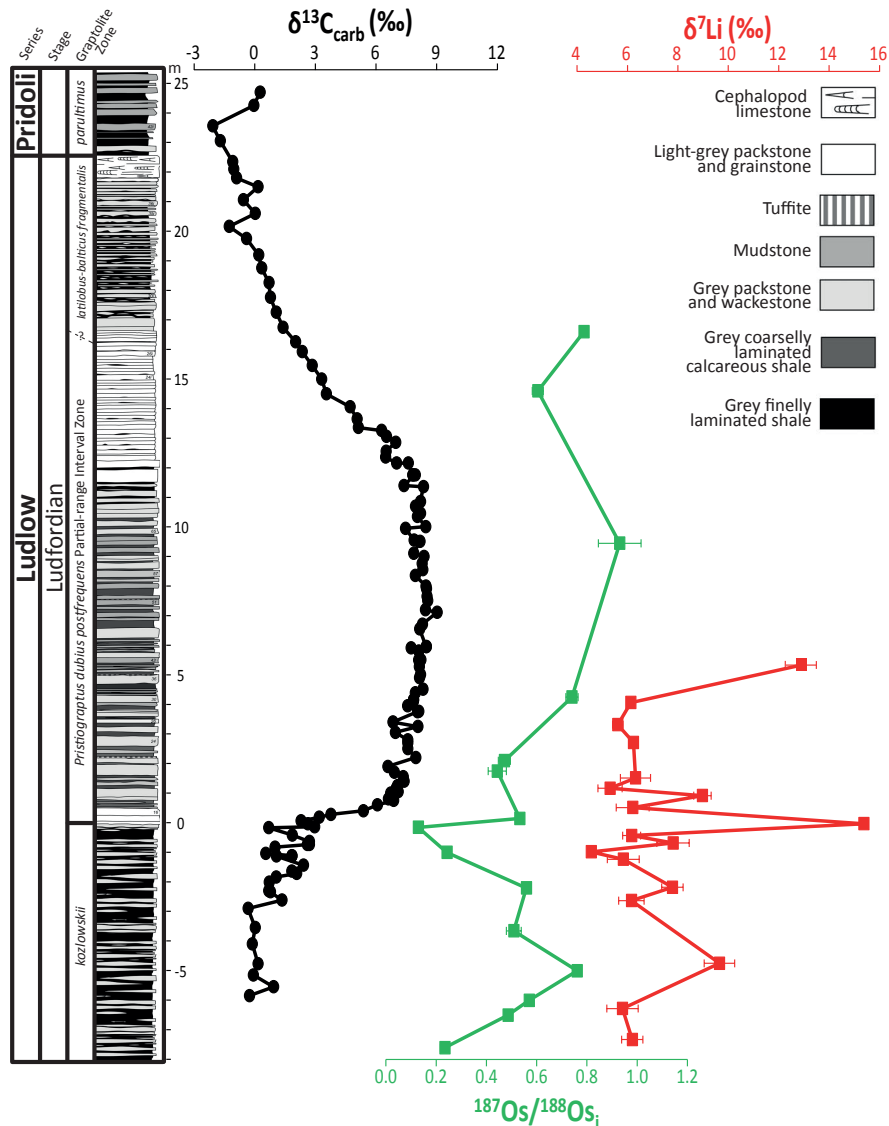 δ¹³Ccarb (‰)
δ⁷Li (‰)
Series
Stage
Graptolite
Zone
-3 0 3 6 9 12
4 6 8 10 12 14 16
m
25
20
15
10
5
0
-5
Pridoli
Ludlow
Ludfordian
parultimus
latilobus-balticus fragmentalis
-?-
Pristiograptus dubius postfrequens Partial-range Interval Zone
kozlowskii
Cephalopod
limestone
Light-grey packstone
and grainstone
Tuffite
Mudstone
Grey packstone
and wackestone
Grey coarselly
laminated
calcareous shale
Grey finelly
laminated shale
0.0 0.2 0.4 0.6 0.8 1.0 1.2
¹⁸⁷Os/¹⁸⁸Osᵢ